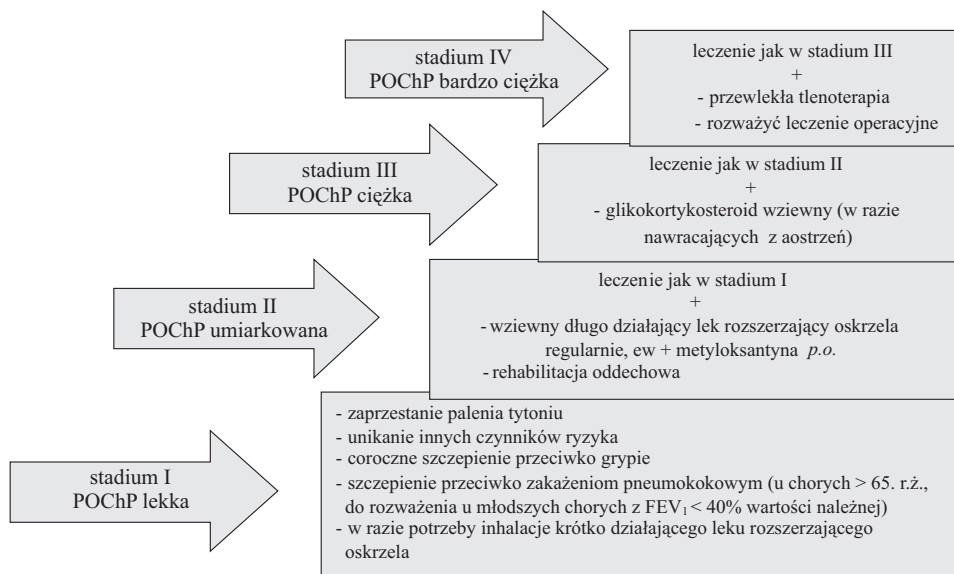 stadium IV
POChP bardzo ciężka
leczenie jak w stadium III
+
- przewlekła tlenoterapia
- rozważyć leczenie operacyjne
stadium III
POChP ciężka
leczenie jak w stadium II
+
- glikokortykosteroid wziewny (w razie
nawracających z aostrzeń)
stadium II
POChP umiarkowana
leczenie jak w stadium I
+
- wziewny długo działający lek rozszerzający oskrzela
regularnie, ew + metyloksantyna p.o.
- rehabilitacja oddechowa
stadium I
POChP lekka
- zaprzestanie palenia tytoniu
- unikanie innych czynników ryzyka
- coroczne szczepienie przeciwko grypie
- szczepienie przeciwko zakażeniom pneumokokowym (u chorych > 65. r.ż.,
do rozważenia u młodszych chorych z FEV₁ < 40% wartości należnej)
- w razie potrzeby inhalacje krótko działającego leku rozszerzającego
oskrzela